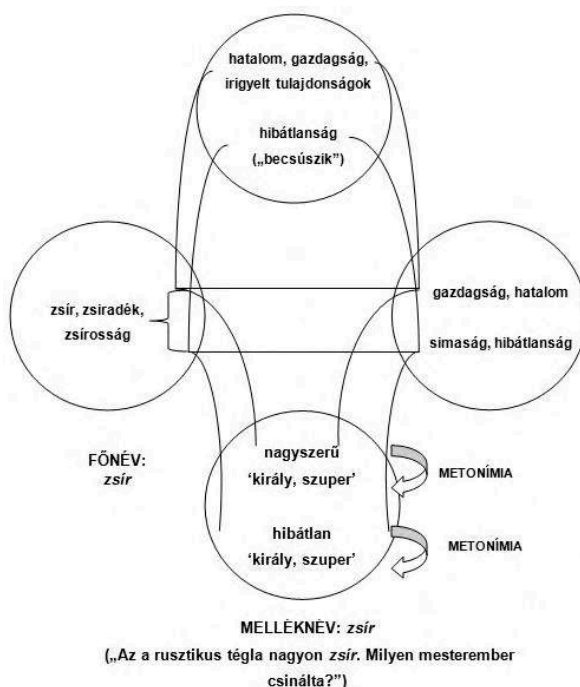 hatalom, gazdagság,
irigyelt tulajdonságok
hibátlanság
(„becsúszik”)
zsír, zsiradék,
zsírosság
gazdagság, hatalom
simaság, hibátlanság
FŐNÉV:
zsír
nagyszerű
‘király, szuper’
METONÍMIA
hibátlan
‘király, szuper’
METONÍMIA
MELLÉKNÉV: zsír
(„Az a rusztikus tégla nagyon zsír. Milyen mesterember
csinálta?”)